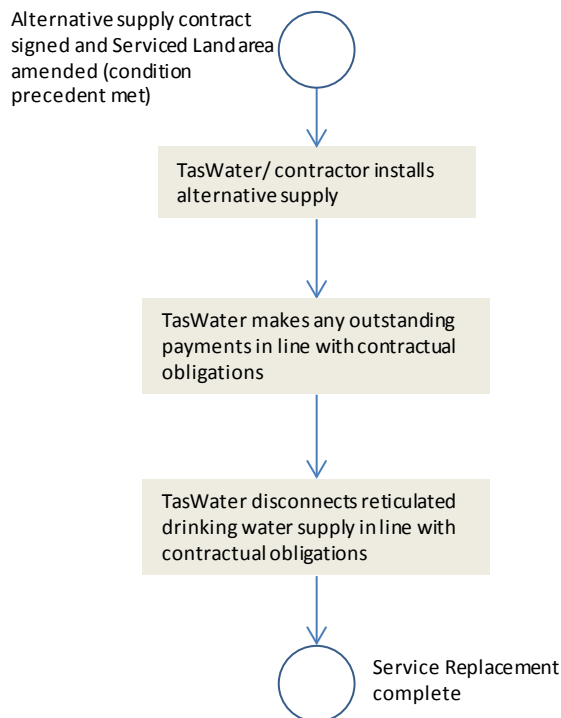 Alternative supply contract
signed and Serviced Land area
amended (condition
precedent met)
TasWater/ contractor installs
alternative supply
TasWater makes any outstanding
payments in line with contractual
obligations
TasWater disconnects reticulated
drinking water supply in line with
contractual obligations
Service Replacement
complete